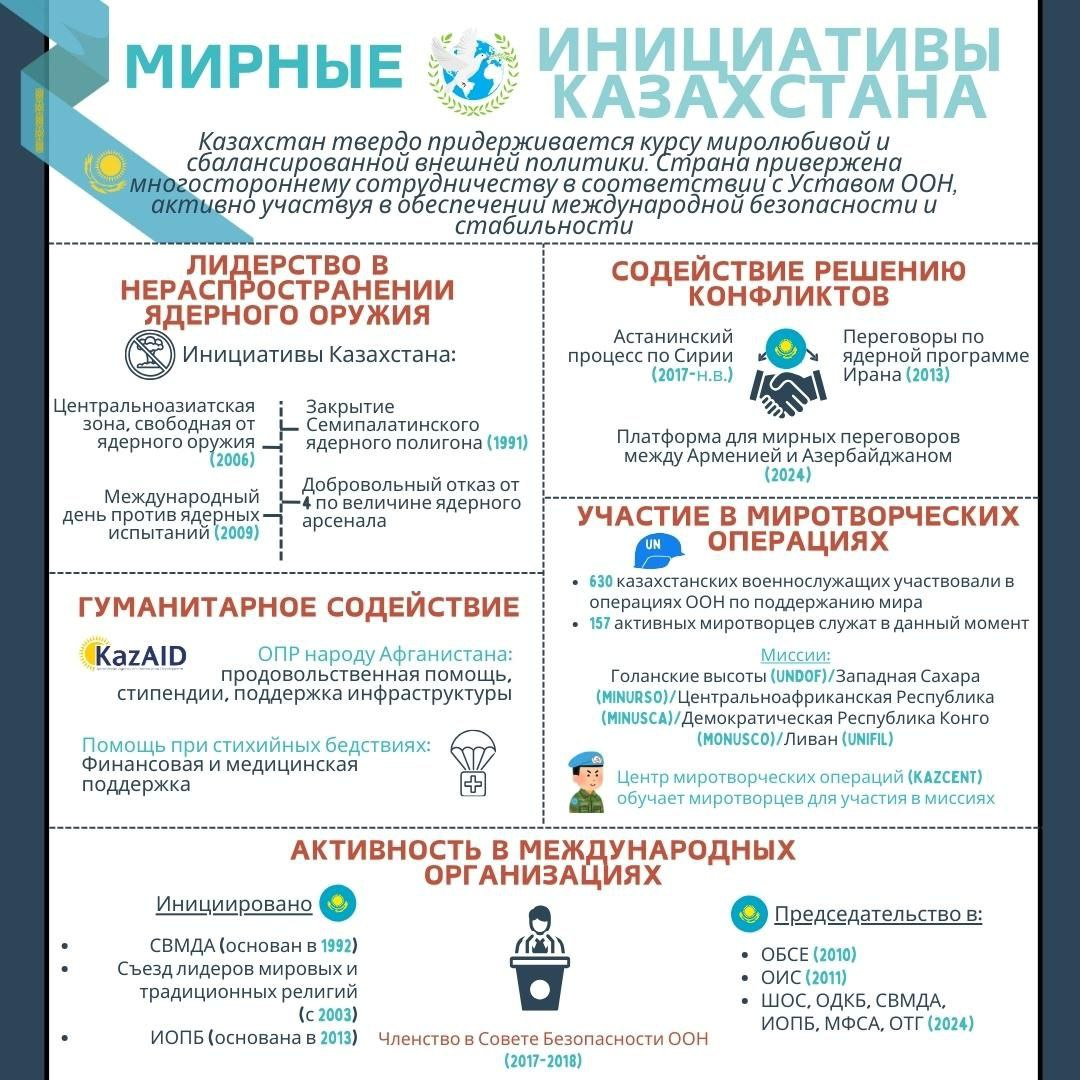 МИРНЫЕ
ИНИЦИАТИВЫ
КАЗАХСТАНА
Казахстан твердо придерживается курсу миролюбивой и
сбалансированной внешней политики. Страна привержена
многостороннему сотрудничеству в соответствии с Уставом ООН,
активно участвуя в обеспечении международной безопасности и
стабильности
ЛИДЕРСТВО В
НЕРАСПРОСТРАНЕНИИ
ЯДЕРНОГО ОРУЖИЯ
Инициативы Казахстана:
Центральноазиатская
зона, свободная от
ядерного оружия
(2006)
Закрытие
Семипалатинского
ядерного полигона (1991)
Международный
день против ядерных
испытаний (2009)
Добровольный отказ от
4 по величине ядерного
арсенала
СОДЕЙСТВИЕ РЕШЕНИЮ
КОНФЛИКТОВ
Астанинский
процесс по Сирии
(2017-н.в.)
Переговоры по
ядерной программе
Ирана (2013)
Платформа для мирных переговоров
между Арменией и Азербайджаном
(2024)
УЧАСТИЕ В МИРОТВОРЧЕСКИХ
ОПЕРАЦИЯХ
UN
• 630 казахстанских военнослужащих участвовали в
операциях ООН по поддержанию мира
• 157 активных миротворцев служат в данный момент
Миссии:
Голанские высоты (UNDOF)/Западная Сахара
(MINURSO)/Центральноафриканская Республика
(MINUSCA)/Демократическая Республика Конго
(MONUSCO)/Ливан (UNIFIL)
Центр миротворческих операций (KAZCENT)
обучает миротворцев для участия в миссиях
ГУМАНИТАРНОЕ СОДЕЙСТВИЕ
KazAID
ОПР народу Афганистана:
продовольственная помощь,
стипендии, поддержка инфраструктуры
Помощь при стихийных бедствиях:
Финансовая и медицинская
поддержка
АКТИВНОСТЬ В МЕЖДУНАРОДНЫХ
ОРГАНИЗАЦИЯХ
Инициировано
• СВМДА (основан в 1992)
• Съезд лидеров мировых и
традиционных религий
(с 2003)
• ИОПБ (основана в 2013)
Членство в Совете Безопасности ООН
(2017-2018)
Председательство в:
• ОБСЕ (2010)
• ОИС (2011)
• ШОС, ОДКБ, СВМДА,
ИОПБ, МФСА, ОТГ (2024)